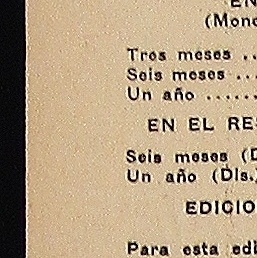 EN
(Mone
Tres meses ..
Seis meses ...
Un año ......
EN EL RES
Seis meses (D
Un año (Dls.
EDICIO
Para esta edi